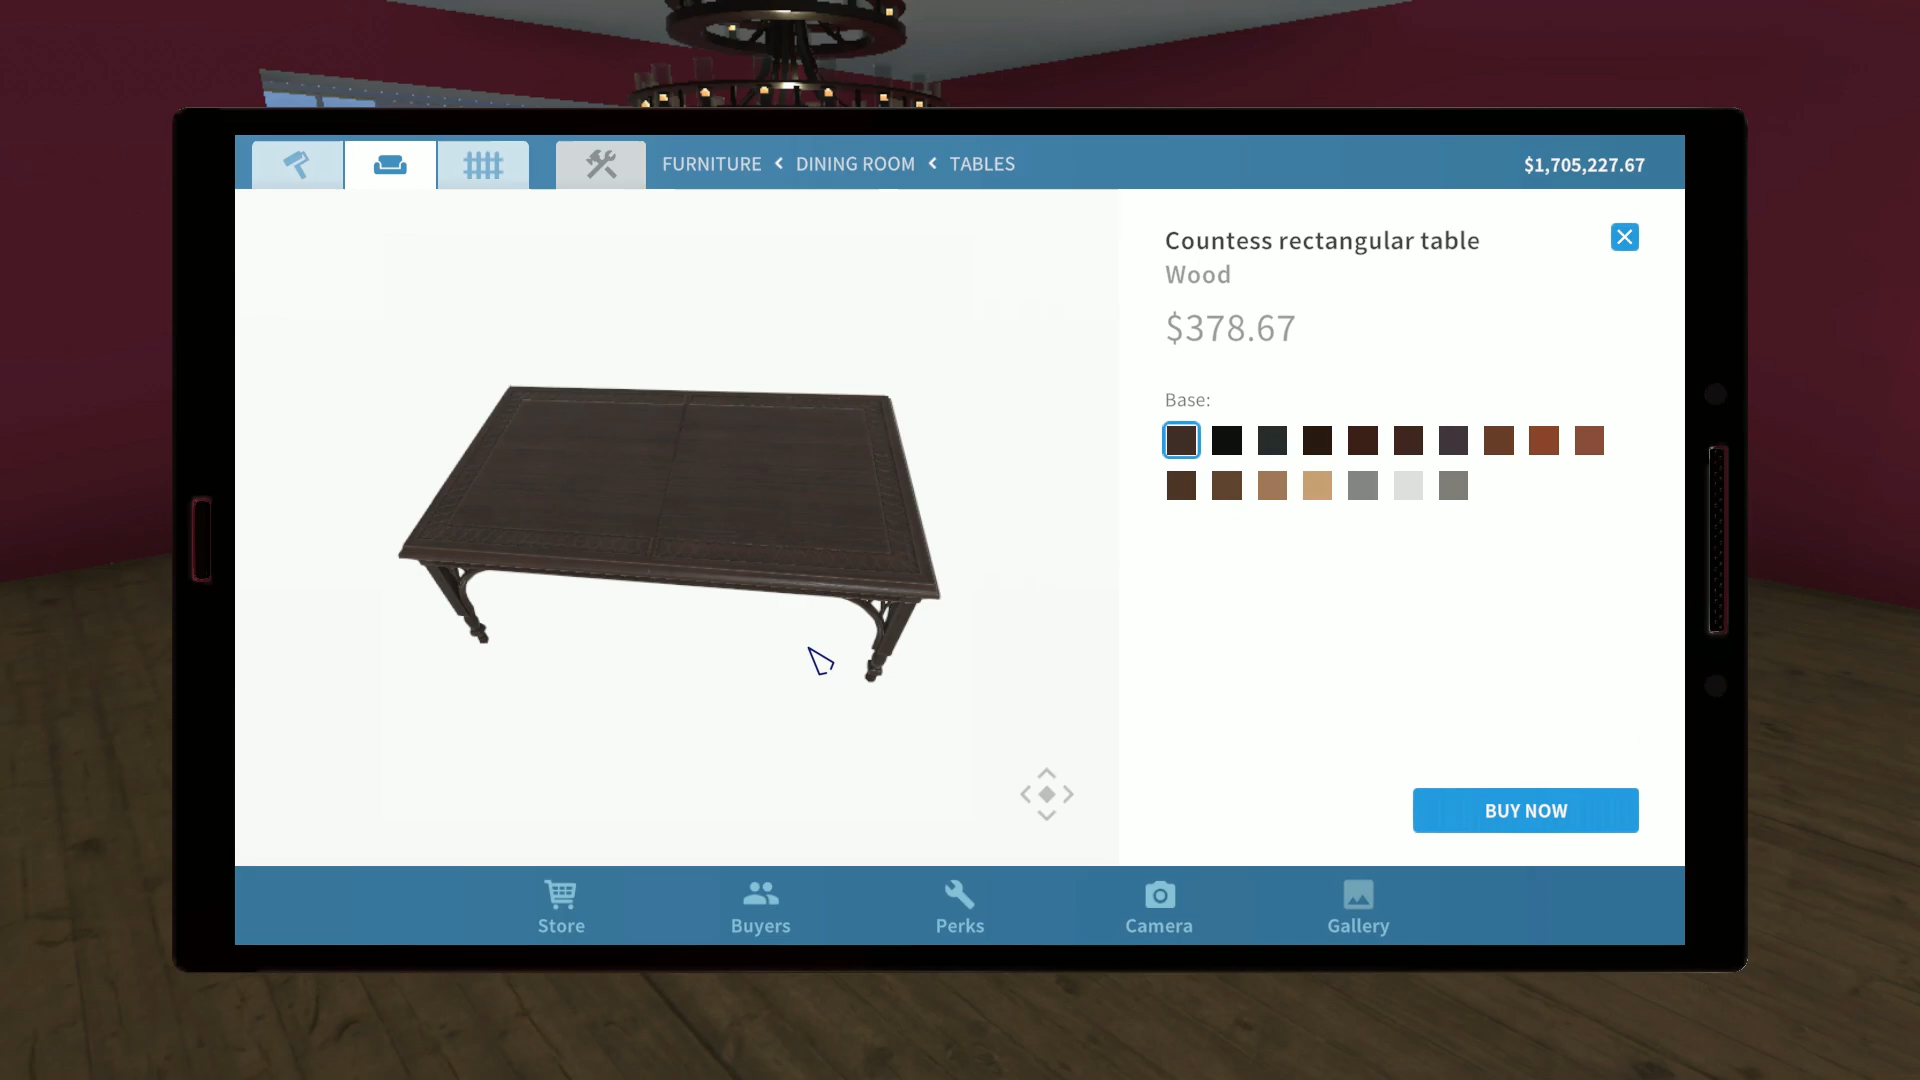 FURNITURE < DINING ROOM < TABLES
$1,705,227.67
Countess rectangular table
Wood
$378.67
Base:
BUY NOW
Store
Buyers
Perks
Camera
Gallery